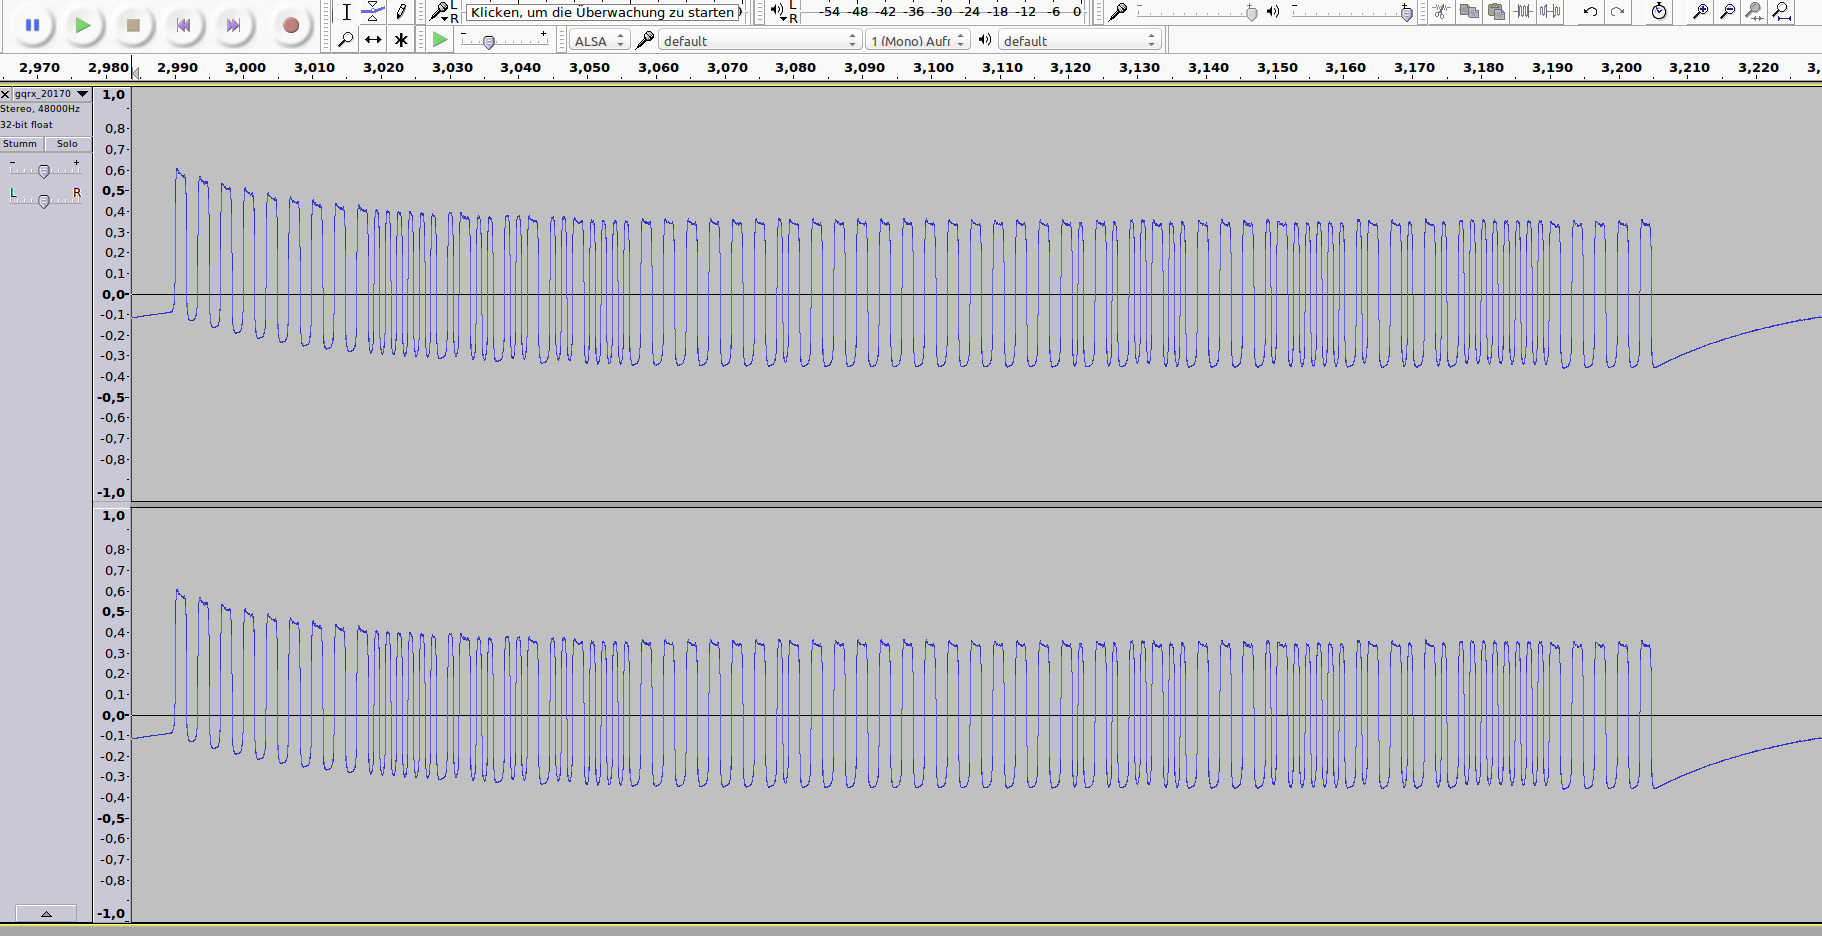 L
R
Klicken, um die Überwachung zu starten
L
R
-54 -48 -42 -36 -30 -24 -18 -12 -6 0
ALSA
default
1 (Mono) Aufr
default
2,970 2,980 2,990 3,000 3,010 3,020 3,030 3,040 3,050 3,060 3,070 3,080 3,090 3,100 3,110 3,120 3,130 3,140 3,150 3,160 3,170 3,180 3,190 3,200 3,210 3,220 3,
gqrx_20170
Stereo, 48000Hz
32-bit float
Stumm Solo
- +
L R
1,0
0,8
0,7
0,6
0,5
0,4
0,3
0,2
0,1
0,0
-0,1
-0,2
-0,3
-0,4
-0,5
-0,6
-0,7
-0,8
-1,0
1,0
0,8
0,7
0,6
0,5
0,4
0,3
0,2
0,1
0,0
-0,1
-0,2
-0,3
-0,4
-0,5
-0,6
-0,7
-0,8
-1,0